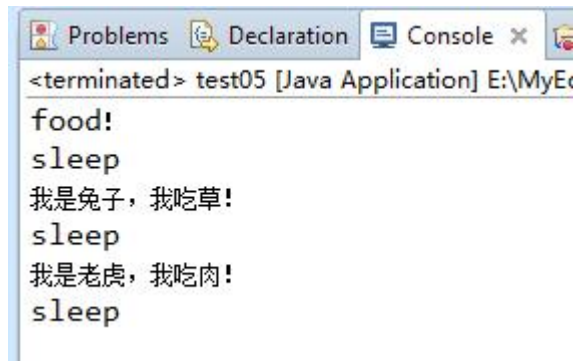 Problems Declaration Console
<terminated> test05 [Java Application] E:\MyEc
food!
sleep
我是兔子，我吃草!
sleep
我是老虎，我吃肉!
sleep